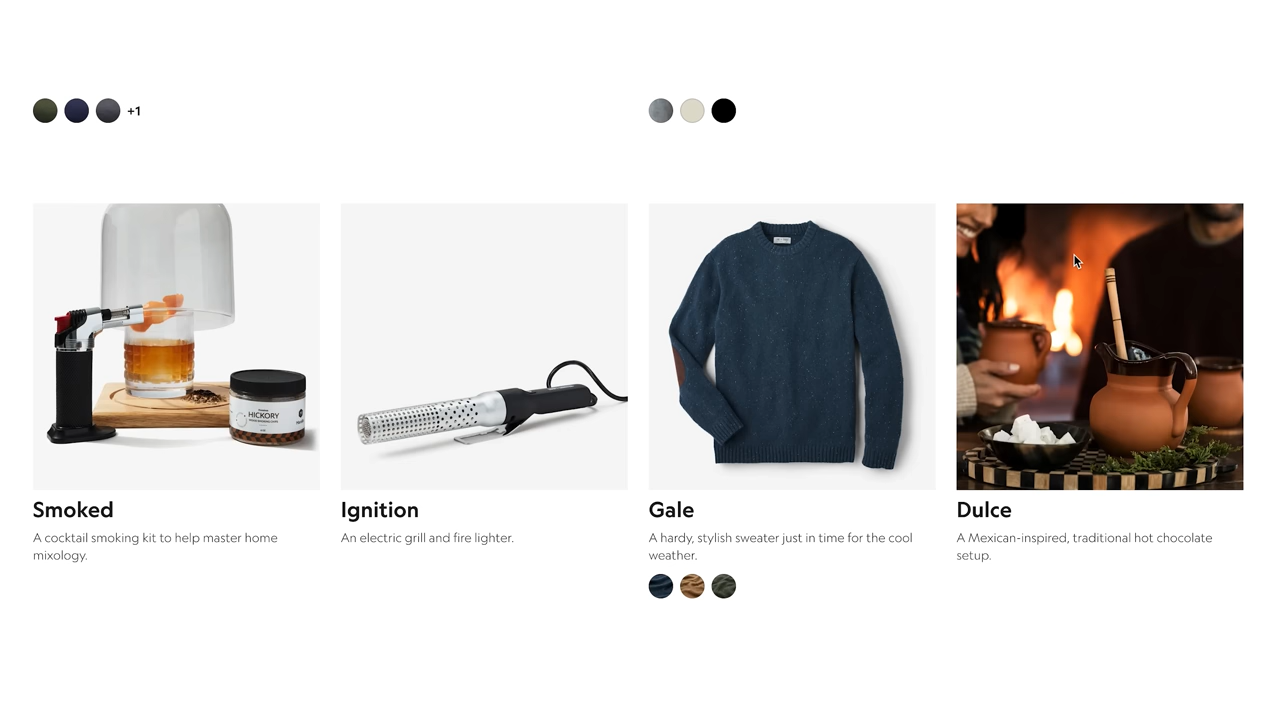 +1
HICKORY
Smoked
A cocktail smoking kit to help master home
mixology.
Ignition
An electric grill and fire lighter.
Gale
A hardy, stylish sweater just in time for the cool
weather.
Dulce
A Mexican-inspired, traditional hot chocolate
setup.